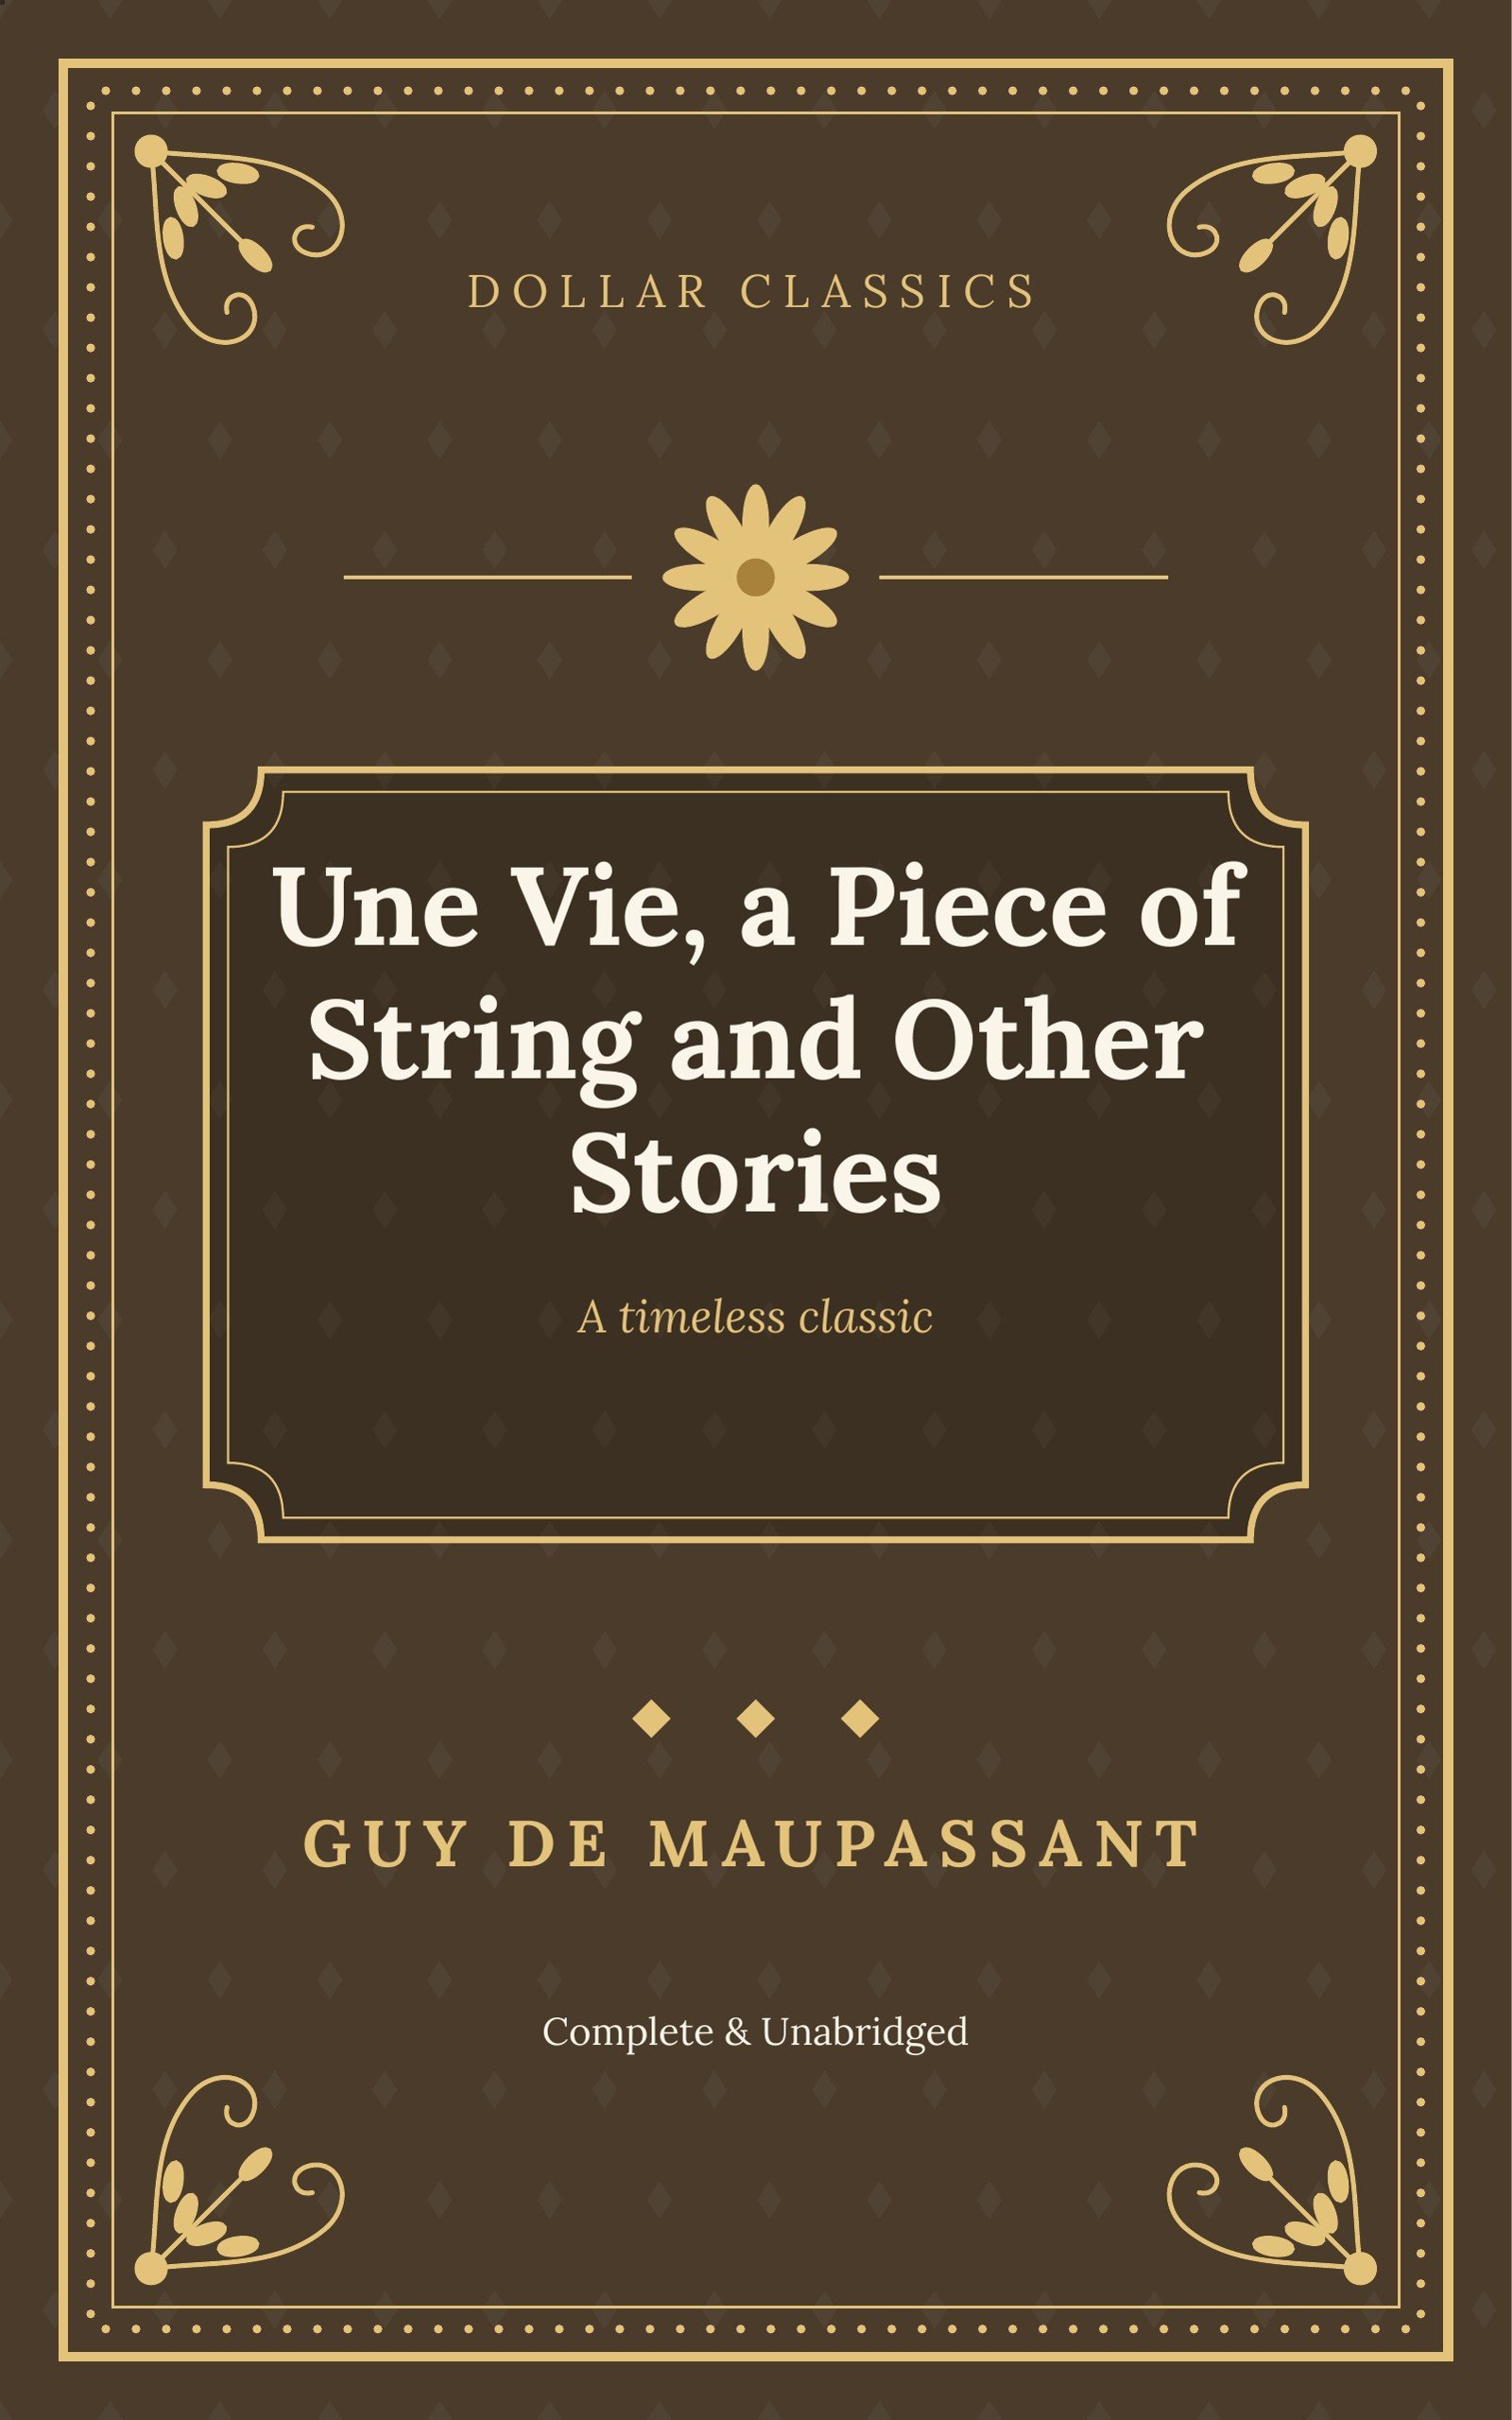 DOLLAR CLASSICS
Une Vie, a Piece of
String and Other
Stories
A timeless classic
GUY DE MAUPASSANT
Complete & Unabridged